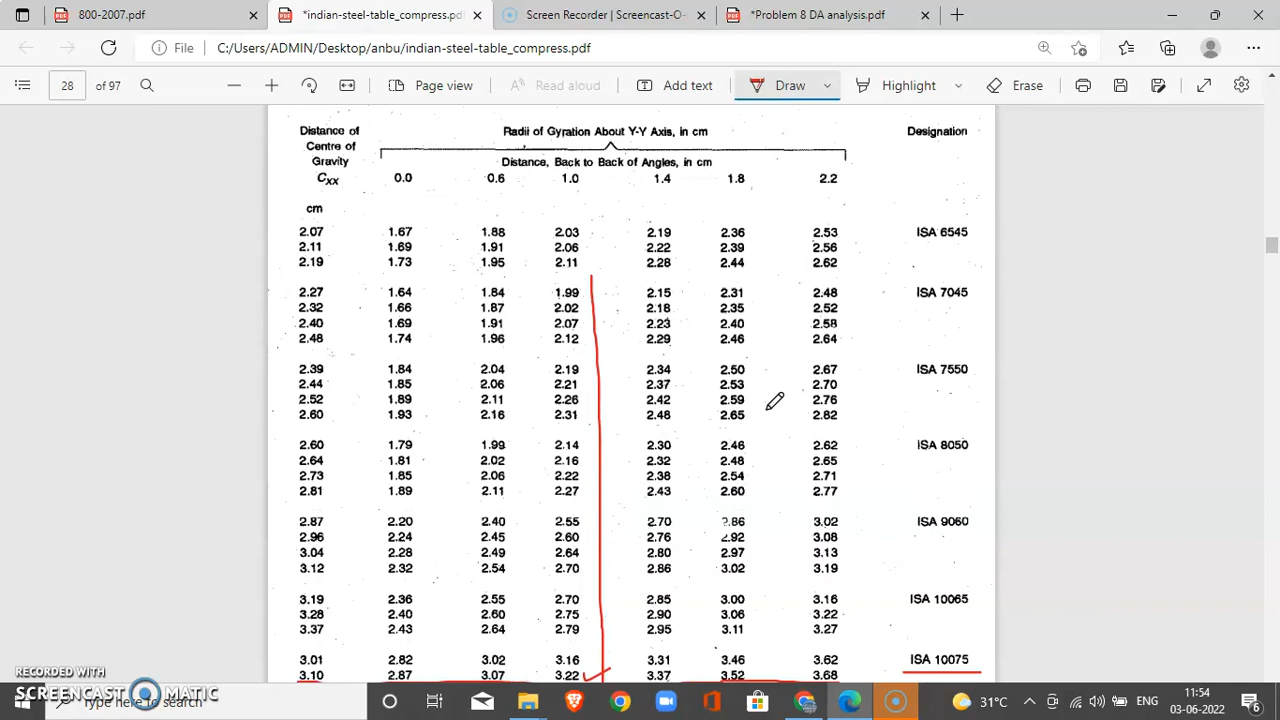 800-2007.pdf
*indian-steel-table_compress.pd
Screen Recorder | Screencast-O-
*Problem 8 DA analysis.pdf
File
C:/Users/ADMIN/Desktop/anbu/indian-steel-table_compress.pdf
28 of 97
Page view
Read aloud
Add text
Draw
Highlight
Erase
Distance of Radii of Gyration About Y-Y Axis, in cm Designation
Centre of
Gravity Distance, Back to Back of Angles, in cm
Cxx 0.0 0.6 1.0 1.4 1.8 2.2
cm
2.07 1.67 1.88 2.03 2.19 2.36 2.53 ISA 6545
2.11 1.69 1.91 2.06 2.22 2.39 2.56
2.19 1.73 1.95 2.11 2.28 2.44 2.62
2.27 1.64 1.84 1.99 2.15 2.31 2.48 ISA 7045
2.32 1.66 1.87 2.02 2.18 2.35 2.52
2.40 1.69 1.91 2.07 2.23 2.40 2.58
2.48 1.74 1.96 2.12 2.29 2.46 2.64
2.39 1.84 2.04 2.19 2.34 2.50 2.67 ISA 7550
2.44 1.85 2.06 2.21 2.37 2.53 2.70
2.52 1.89 2.11 2.26 2.42 2.59 2.76
2.60 1.93 2.16 2.31 2.48 2.65 2.82
2.60 1.79 1.99 2.14 2.30 2.46 2.62 ISA 8050
2.64 1.81 2.02 2.16 2.32 2.48 2.65
2.73 1.85 2.06 2.22 2.38 2.54 2.71
2.81 1.89 2.11 2.27 2.43 2.60 2.77
2.87 2.20 2.40 2.55 2.70 2.86 3.02 ISA 9060
2.96 2.24 2.45 2.60 2.76 2.92 3.08
3.04 2.28 2.49 2.64 2.80 2.97 3.13
3.12 2.32 2.54 2.70 2.86 3.02 3.19
3.19 2.36 2.55 2.70 2.85 3.00 3.16 ISA 10065
3.28 2.40 2.60 2.75 2.90 3.06 3.22
3.37 2.43 2.64 2.79 2.95 3.11 3.27
3.01 2.82 3.02 3.16 3.31 3.46 3.62 ISA 10075
3.10 2.87 3.07 3.22 3.37 3.52 3.68
RECORDED WITH
SCREENCAST MATIC
Type here to search
31°C
ENG
11:54
03-06-2022
6